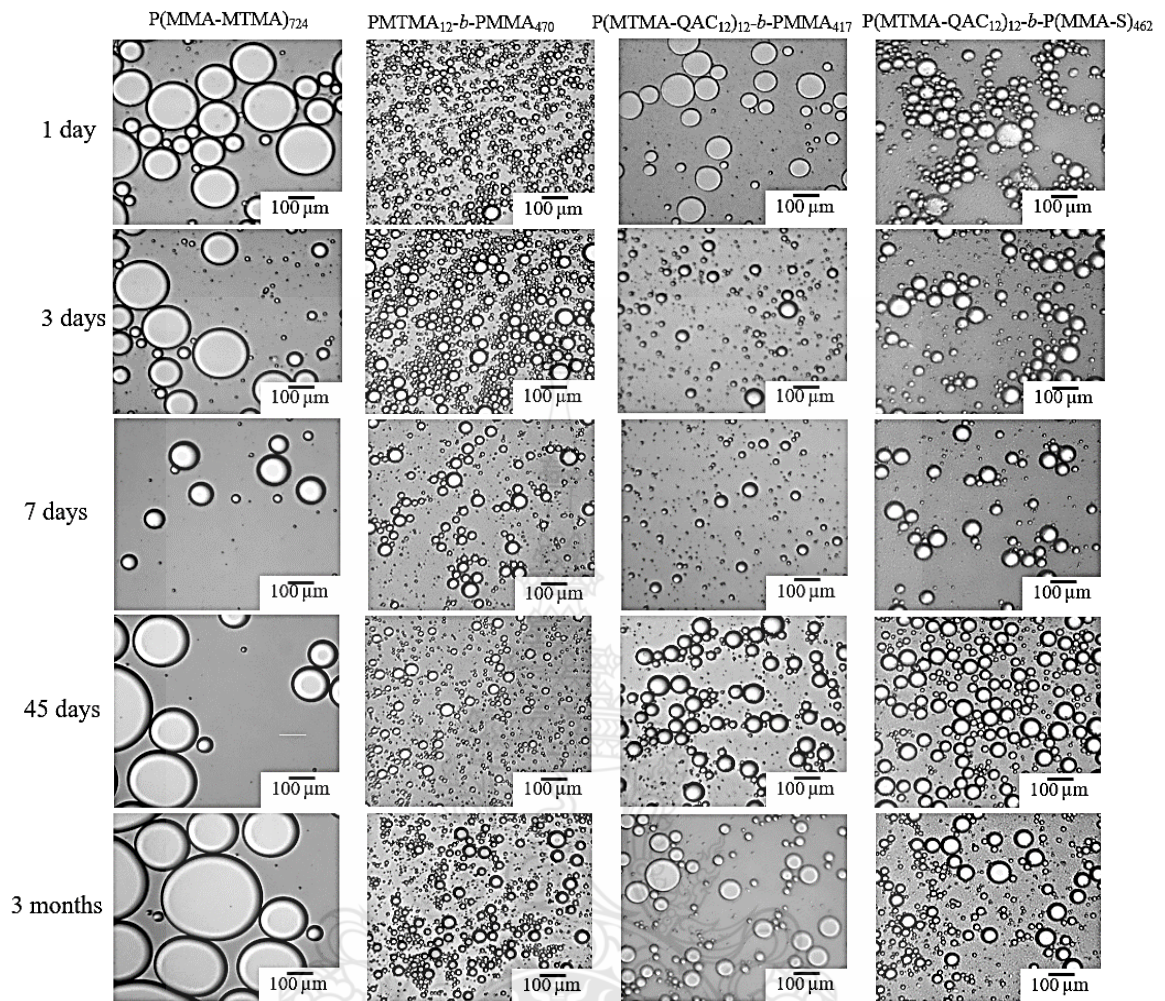 P(MMA-MTMA)₇₂₄ PMTMA₁₂-b-PMMA₄₇₀ P(MTMA-QAC₁₂)₁₂-b-PMMA₄₁₇ P(MTMA-QAC₁₂)₁₂-b-P(MMA-S)₄₆₂
1 day
100 µm 100 µm 100 µm 100 µm
3 days
100 µm 100 µm 100 µm 100 µm
7 days
100 µm 100 µm 100 µm 100 µm
45 days
100 µm 100 µm 100 µm 100 µm
3 months
100 µm 100 µm 100 µm 100 µm